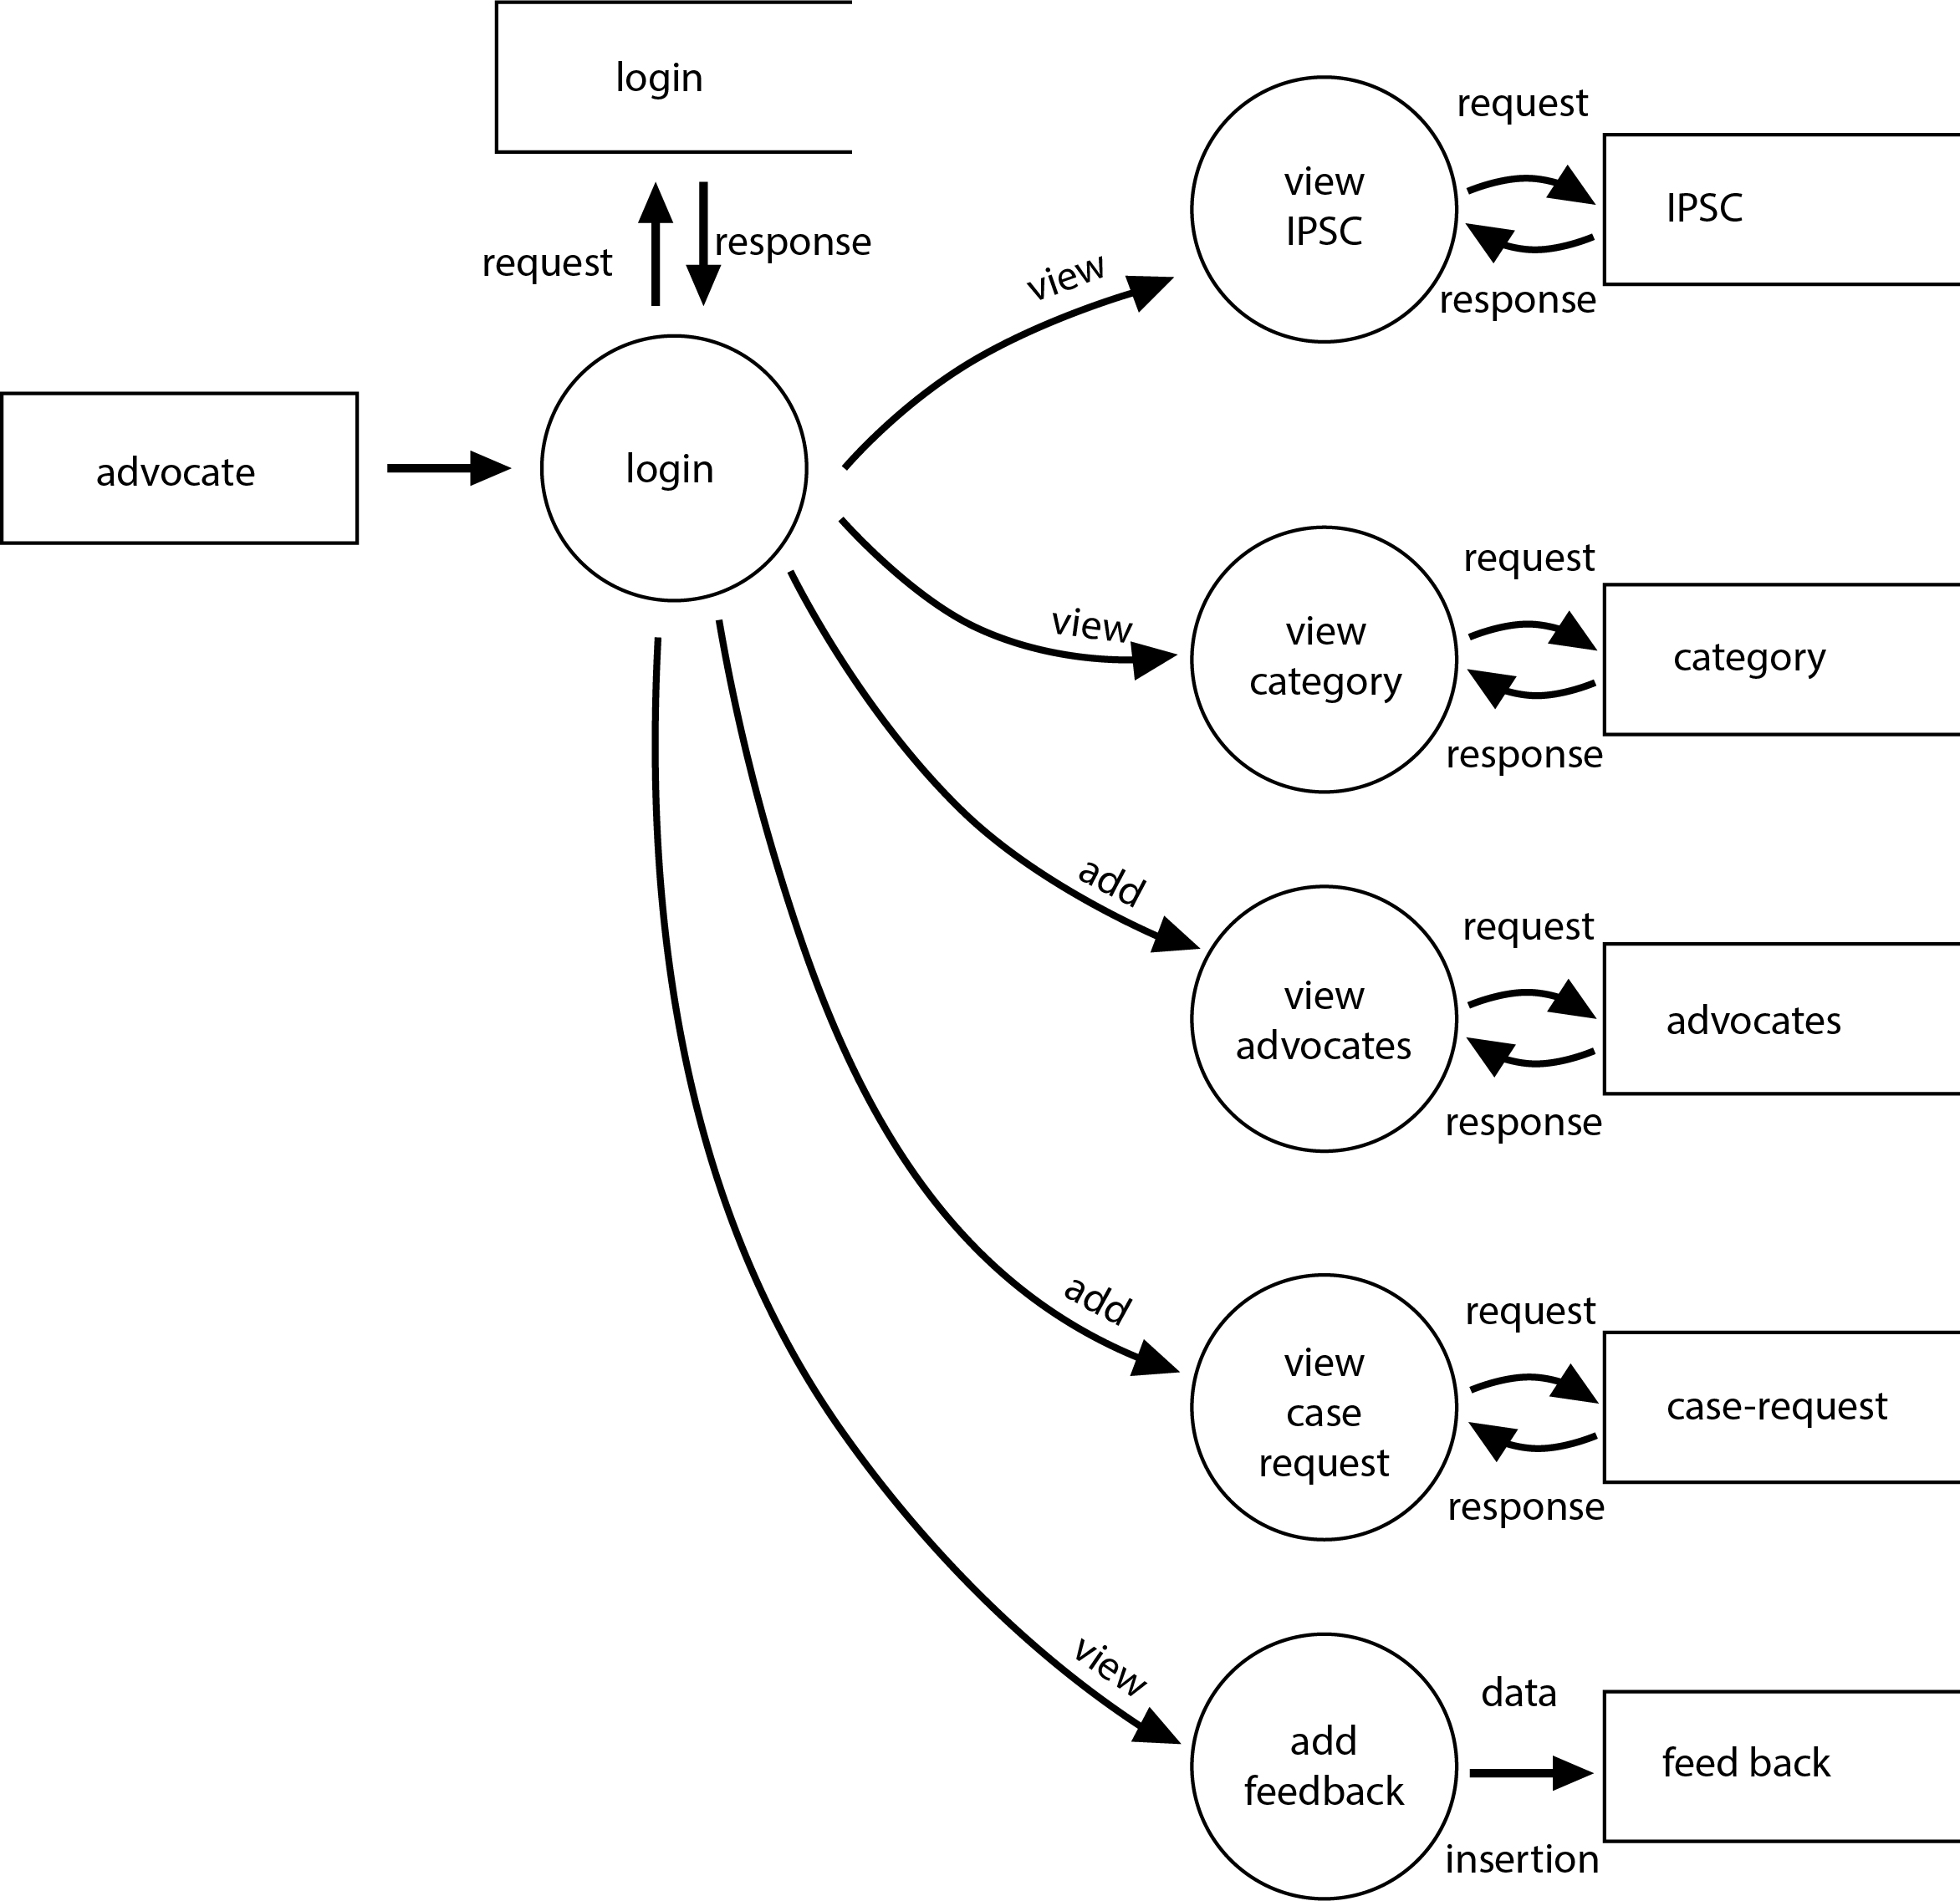 login
request
response
advocate
login
view
view
IPSC
request
response
IPSC
view
view
category
request
response
category
add
view
advocates
request
response
advocates
add
view
case
request
request
response
case-request
view
add
feedback
data
insertion
feed back